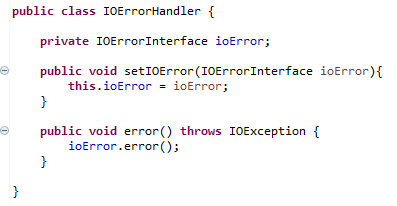 public class IOErrorHandler {
private IOErrorInterface ioError;
public void setIOError(IOErrorInterface ioError){
this.ioError = ioError;
}
public void error() throws IOException {
ioError.error();
}
}